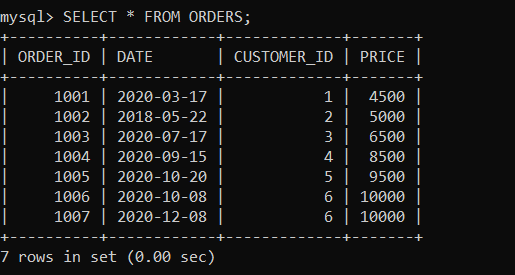 mysql> SELECT * FROM ORDERS;
+----------+------------+-------------+-------+
| ORDER_ID | DATE       | CUSTOMER_ID | PRICE |
+----------+------------+-------------+-------+
|     1001 | 2020-03-17 |           1 |  4500 |
|     1002 | 2018-05-22 |           2 |  5000 |
|     1003 | 2020-07-17 |           3 |  6500 |
|     1004 | 2020-09-15 |           4 |  8500 |
|     1005 | 2020-10-20 |           5 |  9500 |
|     1006 | 2020-10-08 |           6 | 10000 |
|     1007 | 2020-12-08 |           6 | 10000 |
+----------+------------+-------------+-------+
7 rows in set (0.00 sec)